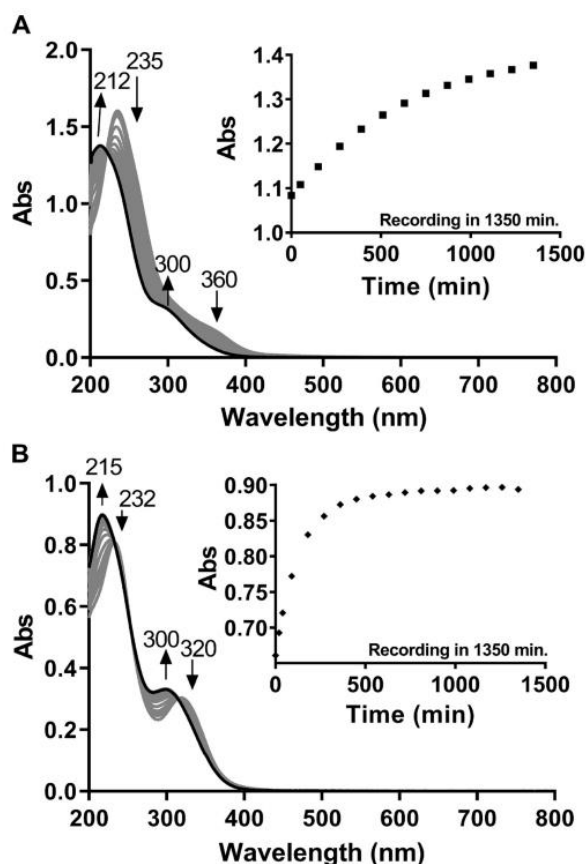 A
2.0
1.5
1.0
0.5
0.0
Abs
212
235
300
360
200 300 400 500 600 700 800
Wavelength (nm)
1.4
1.3
1.2
1.1
1.0
Abs
Recording in 1350 min.
0 500 1000 1500
Time (min)
B
1.0
0.8
0.6
0.4
0.2
0.0
Abs
215
232
300
320
200 300 400 500 600 700 800
Wavelength (nm)
0.90
0.85
0.80
0.75
0.70
Abs
Recording in 1350 min.
0 500 1000 1500
Time (min)